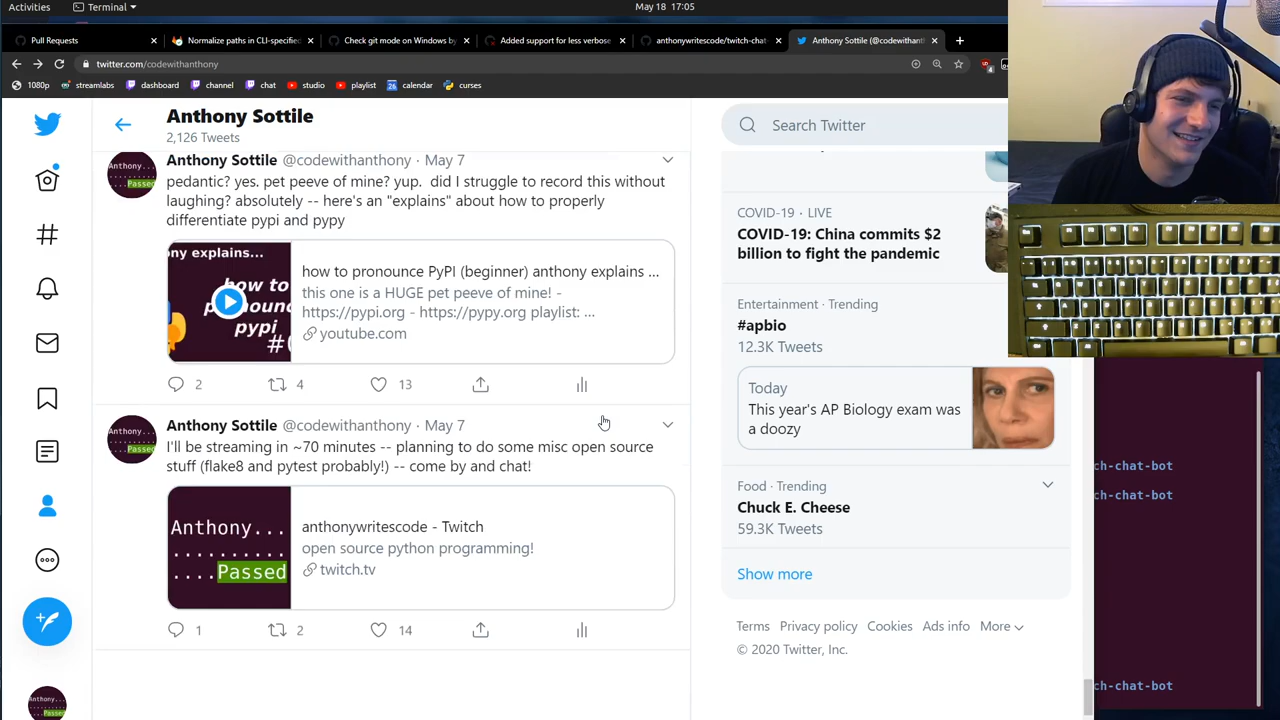 Activities
Terminal
May 18 17:05
Pull Requests
Normalize paths in CLI-specified
Check git mode on Windows by
Added support for less verbose
anthonywritescode/twitch-chat-
Anthony Sottile (@codewithant
twitter.com/codewithanthony
1080p
streamlabs
dashboard
channel
chat
studio
playlist
26
calendar
curses
Anthony Sottile
2,126 Tweets
Anthony Sottile @codewithanthony · May 7
pedantic? yes. pet peeve of mine? yup. did I struggle to record this without
laughing? absolutely -- here's an "explains" about how to properly
differentiate pypi and pypy
ny explains...
how to
pronounc
pypi
#(
how to pronounce PyPI (beginner) anthony explains ...
this one is a HUGE pet peeve of mine! -
https://pypi.org - https://pypy.org playlist: ...
youtube.com
2
4
13
Anthony Sottile @codewithanthony · May 7
I'll be streaming in ~70 minutes -- planning to do some misc open source
stuff (flake8 and pytest probably!) -- come by and chat!
Anthony...
..........
....Passed
anthonywritescode - Twitch
open source python programming!
twitch.tv
1
2
14
Search Twitter
COVID-19 · LIVE
COVID-19: China commits $2
billion to fight the pandemic
Entertainment · Trending
#apbio
12.3K Tweets
Today
This year's AP Biology exam was
a doozy
Food · Trending
Chuck E. Cheese
59.3K Tweets
Show more
Terms Privacy policy Cookies Ads info More
© 2020 Twitter, Inc.
ch-chat-bot
ch-chat-bot
ch-chat-bot